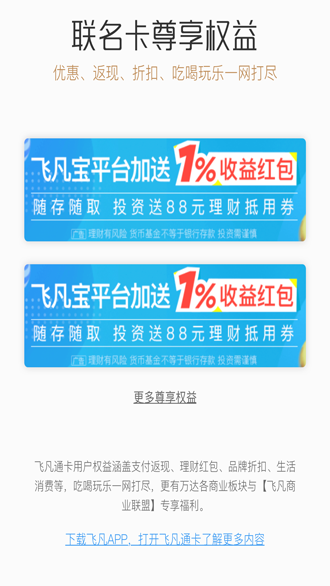 联名卡尊享权益
优惠、返现、折扣、吃喝玩乐一网打尽
飞凡宝平台加送1%收益红包
随存随取 投资送88元理财抵用券
广告 理财有风险 货币基金不等于银行存款 投资需谨慎
飞凡宝平台加送1%收益红包
随存随取 投资送88元理财抵用券
广告 理财有风险 货币基金不等于银行存款 投资需谨慎
更多尊享权益
飞凡通卡用户权益涵盖支付返现、理财红包、品牌折扣、生活
消费等，吃喝玩乐一网打尽，更有万达各商业板块与【飞凡商
业联盟】专享福利。
下载飞凡APP，打开飞凡通卡了解更多内容